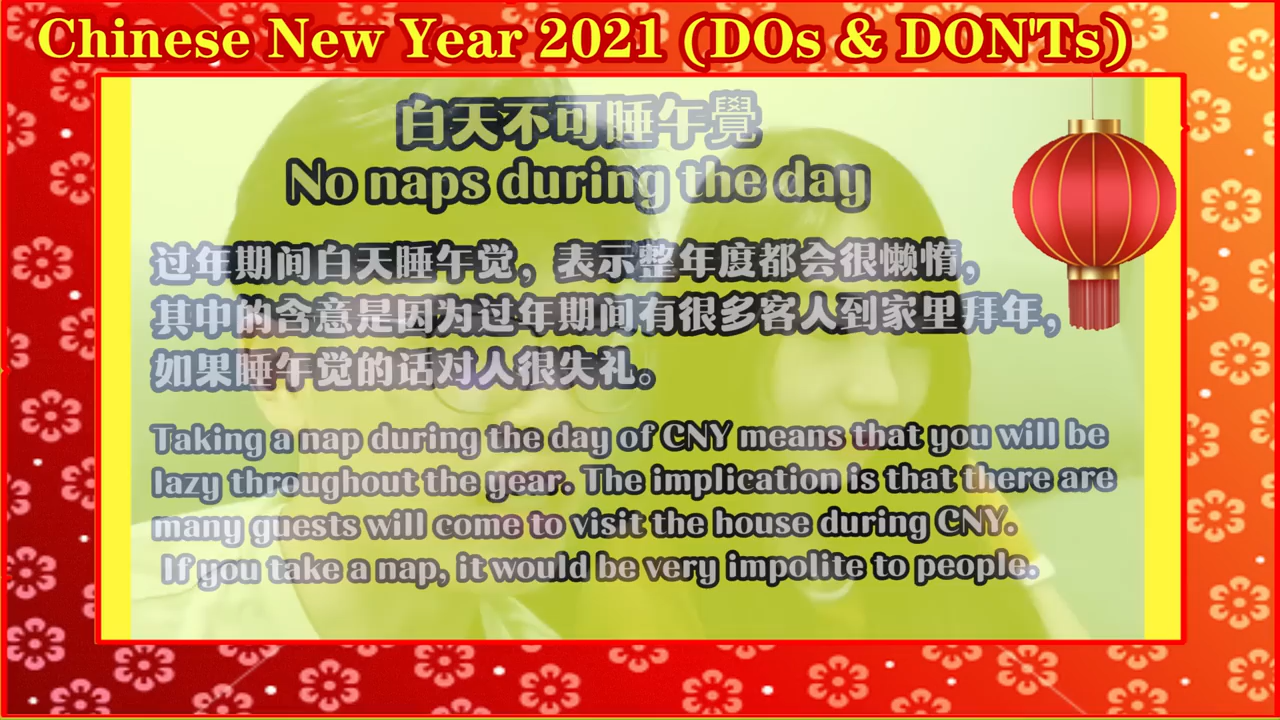 Chinese New Year 2021 (DOs & DON'Ts)
白天不可睡午覺
No naps during the day
过年期间白天睡午觉，表示整年度都会很懒惰，
其中的含意是因为过年期间有很多客人到家里拜年，
如果睡午觉的话对人很失礼。
Taking a nap during the day of CNY means that you will be
lazy throughout the year. The implication is that there are
many guests will come to visit the house during CNY.
If you take a nap, it would be very impolite to people.